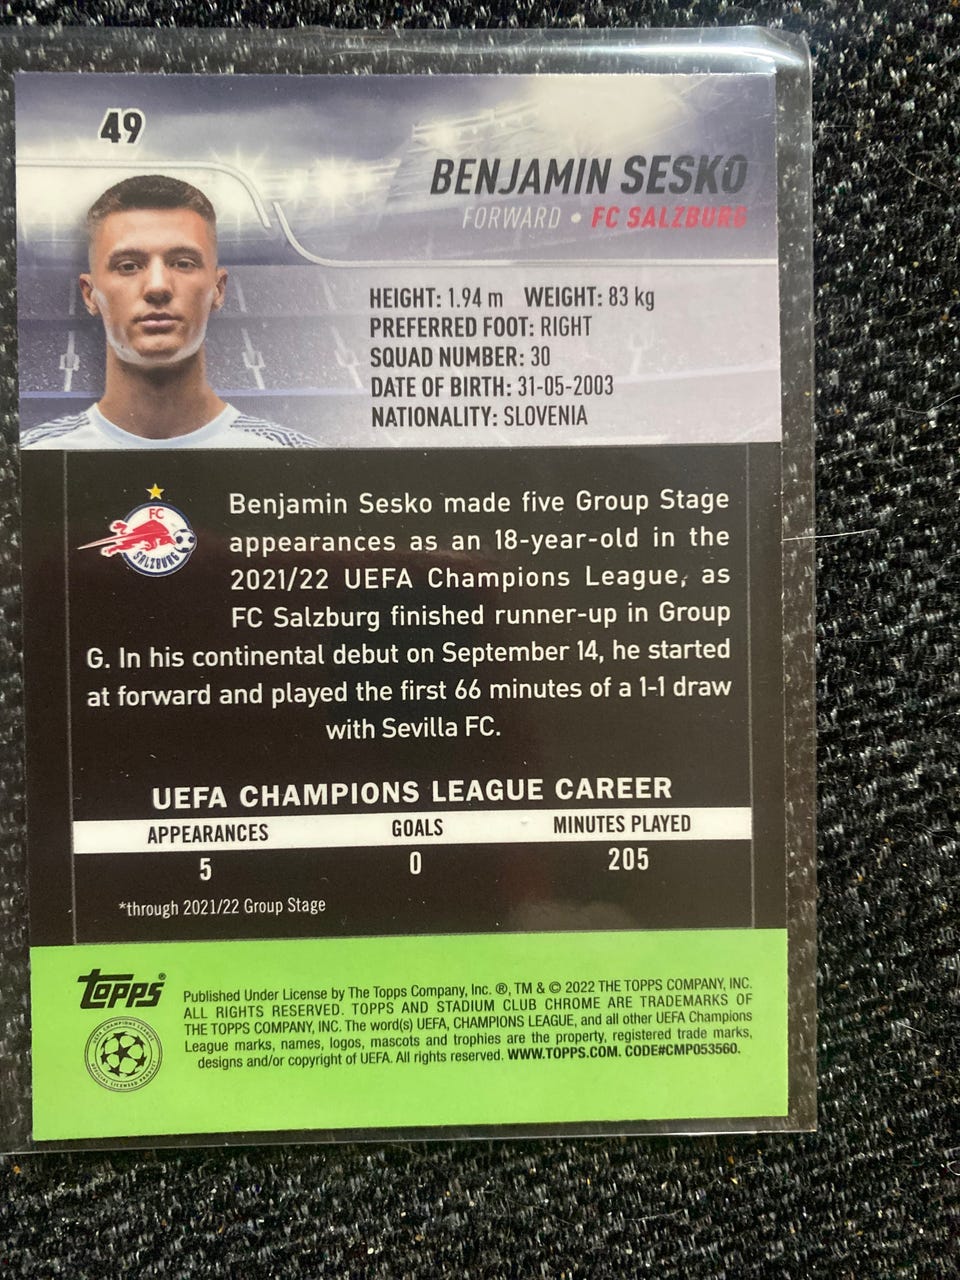 49
BENJAMIN SESKO
FORWARD • FC SALZBURG
HEIGHT: 1.94 m WEIGHT: 83 kg
PREFERRED FOOT: RIGHT
SQUAD NUMBER: 30
DATE OF BIRTH: 31-05-2003
NATIONALITY: SLOVENIA
FC
SALZBURG
Benjamin Sesko made five Group Stage
appearances as an 18-year-old in the
2021/22 UEFA Champions League, as
FC Salzburg finished runner-up in Group
G. In his continental debut on September 14, he started
at forward and played the first 66 minutes of a 1-1 draw
with Sevilla FC.
UEFA CHAMPIONS LEAGUE CAREER
APPEARANCES GOALS MINUTES PLAYED
5 0 205
*through 2021/22 Group Stage
Topps®
Published Under License by The Topps Company, Inc. ®, TM & © 2022 THE TOPPS COMPANY, INC.
ALL RIGHTS RESERVED. TOPPS AND STADIUM CLUB CHROME ARE TRADEMARKS OF
THE TOPPS COMPANY, INC. The word(s) UEFA, CHAMPIONS LEAGUE, and all other UEFA Champions
League marks, names, logos, mascots and trophies are the property, registered trade marks,
designs and/or copyright of UEFA. All rights reserved. WWW.TOPPS.COM. CODE#CMP053560.
UEFA CHAMPIONS LEAGUE
OFFICIAL LICENSED PRODUCT